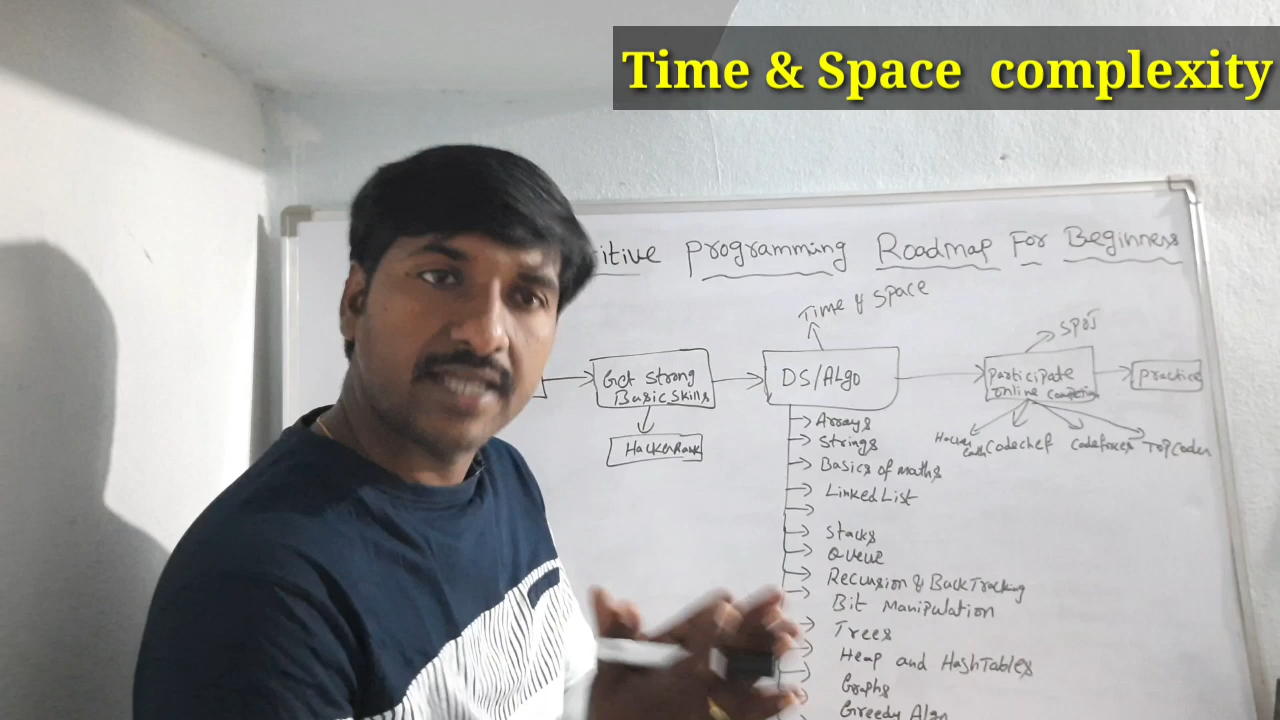 Time & Space complexity
itive Programming Roadmap For Beginners
Time & Space
SPOJ
Get Strong
Basic Skills
DS/ALgo
participate
online
practice
HackerRank
Codechef
Codeforces
TopCoder
Arrays
Strings
Basics of maths
Linked List
Stacks
Queue
Recursion & BackTracking
Bit Manipulation
Trees
Heap and HashTables
Graphs
Greedy Algo